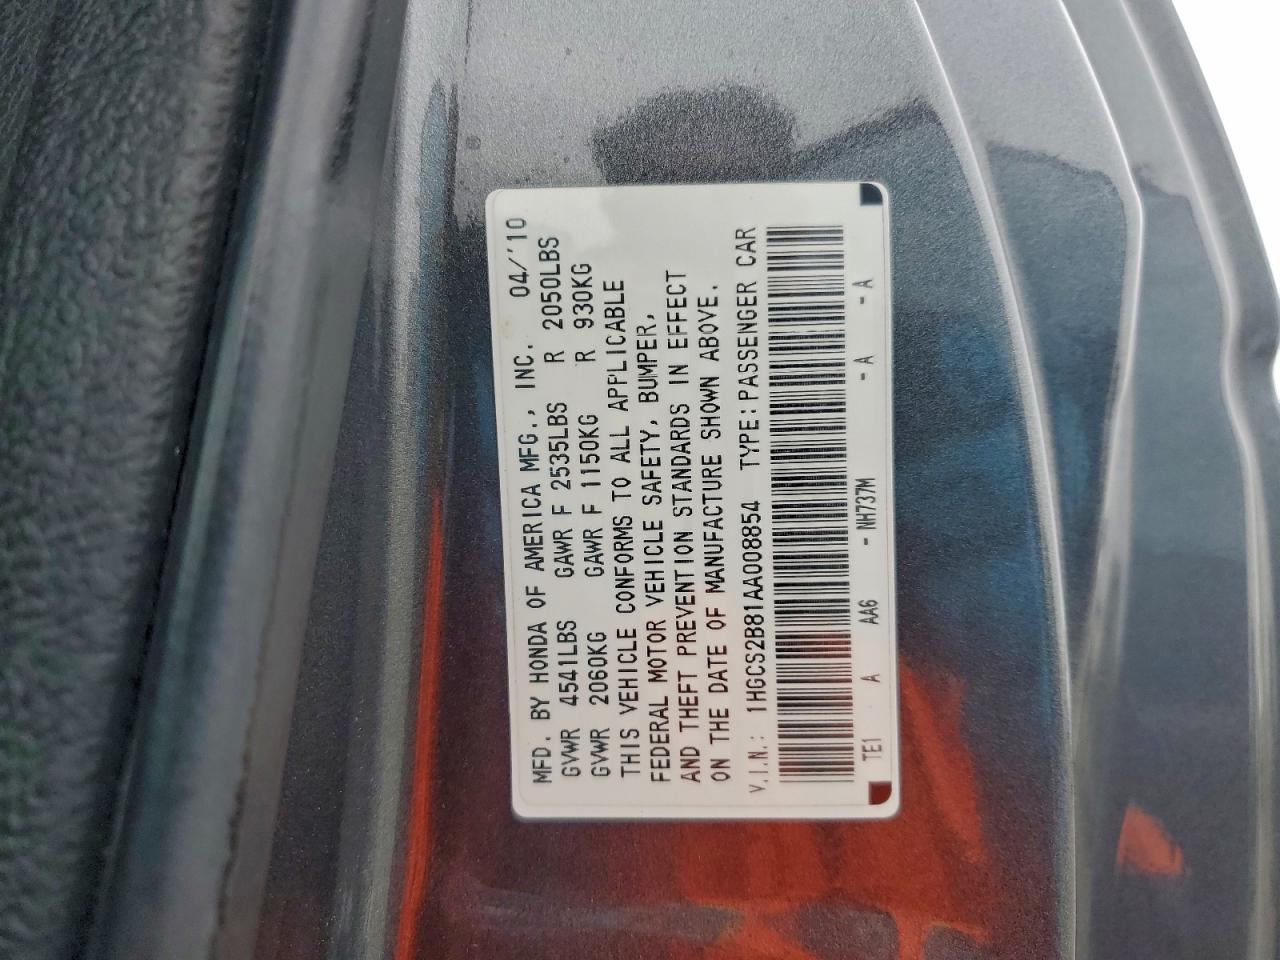 MFD. BY HONDA OF AMERICA MFG., INC. 04/'10
GVWR 4541LBS GAWR F 2535LBS R 2050LBS
GVWR 2060KG GAWR F 1150KG R 930KG
THIS VEHICLE CONFORMS TO ALL APPLICABLE
FEDERAL MOTOR VEHICLE SAFETY, BUMPER,
AND THEFT PREVENTION STANDARDS IN EFFECT
ON THE DATE OF MANUFACTURE SHOWN ABOVE.
V.I.N.: 1HGCS2B81AA008854 TYPE:PASSENGER CAR
TE1 A AA6 - NH737M - A - A